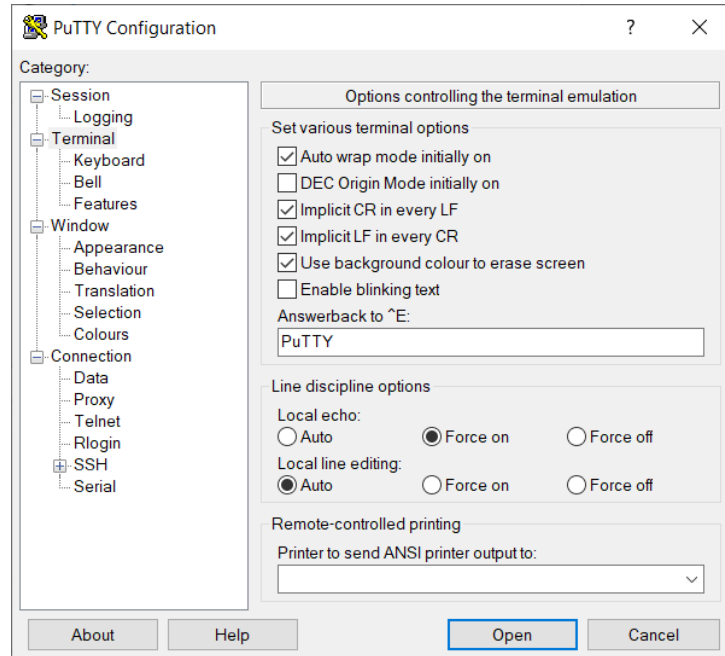 PuTTY Configuration
?
Category:
Session
Logging
Terminal
Keyboard
Bell
Features
Window
Appearance
Behaviour
Translation
Selection
Colours
Connection
Data
Proxy
Telnet
Rlogin
SSH
Serial
Options controlling the terminal emulation
Set various terminal options
Auto wrap mode initially on
DEC Origin Mode initially on
Implicit CR in every LF
Implicit LF in every CR
Use background colour to erase screen
Enable blinking text
Answerback to ^E:
PuTTY
Line discipline options
Local echo:
Auto Force on Force off
Local line editing:
Auto Force on Force off
Remote-controlled printing
Printer to send ANSI printer output to:
About Help Open Cancel